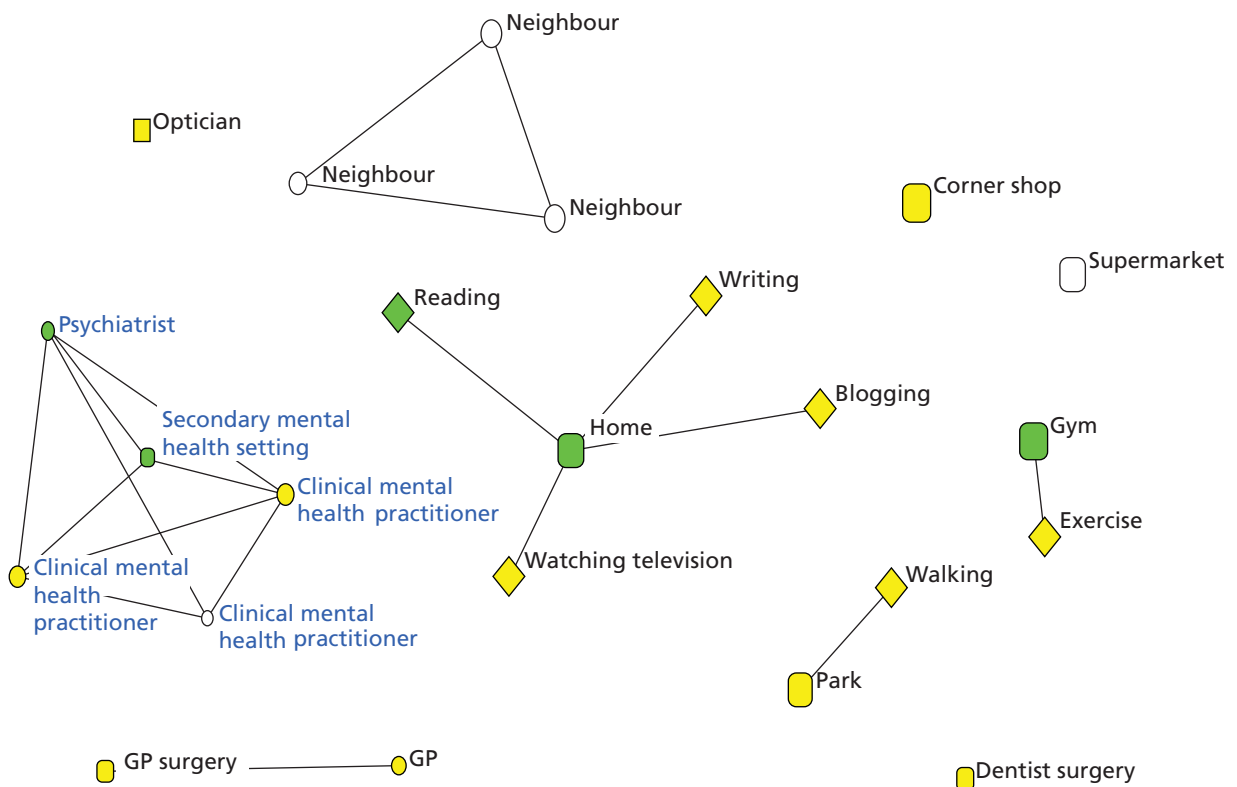 Neighbour
Optician
Neighbour
Neighbour
Corner shop
Supermarket
Writing
Reading
Psychiatrist
Blogging
Secondary mental
health setting
Home
Gym
Clinical mental
health practitioner
Exercise
Watching television
Clinical mental
health
practitioner
Walking
Clinical mental
health practitioner
Park
GP surgery
GP
Dentist surgery